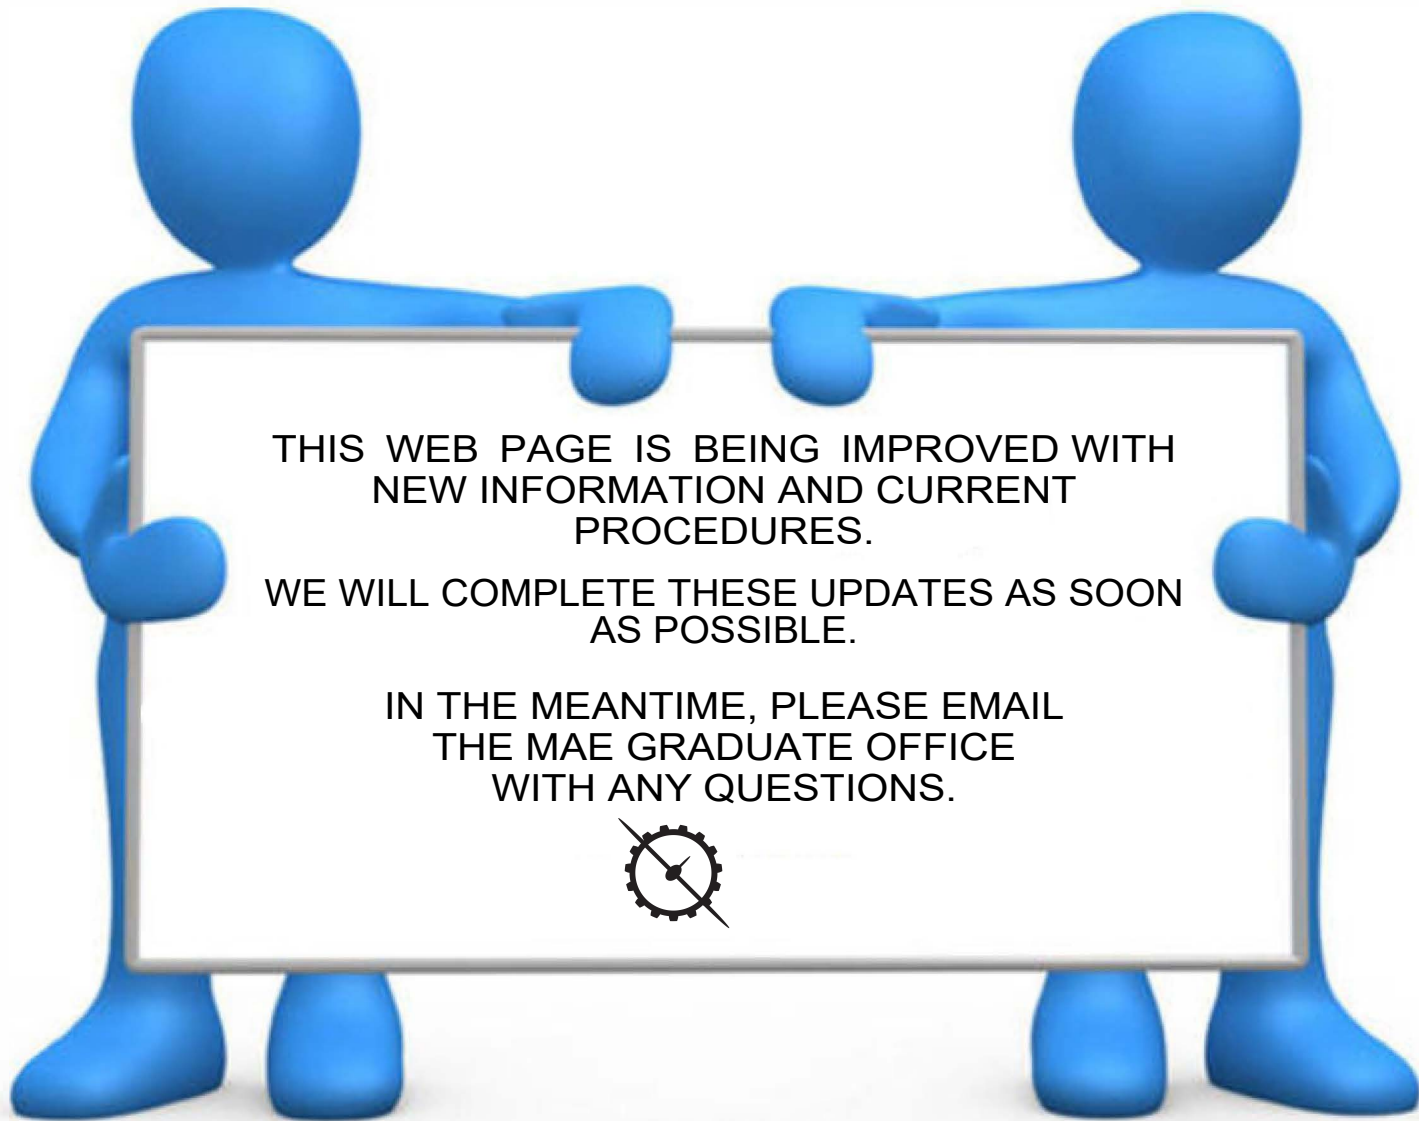 THIS WEB PAGE IS BEING IMPROVED WITH
NEW INFORMATION AND CURRENT
PROCEDURES.
WE WILL COMPLETE THESE UPDATES AS SOON
AS POSSIBLE.
IN THE MEANTIME, PLEASE EMAIL
THE MAE GRADUATE OFFICE
WITH ANY QUESTIONS.